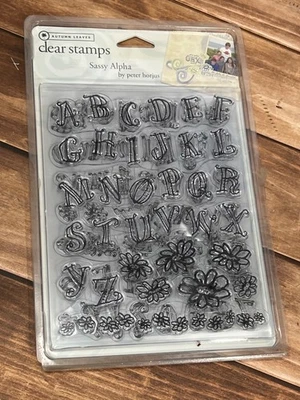 AUTUMN LEAVES
clear stamps
Sassy Alpha
by peter horjus
A B C D E F
G H I J K L
M N O P Q R
S T U V W X
Y Z